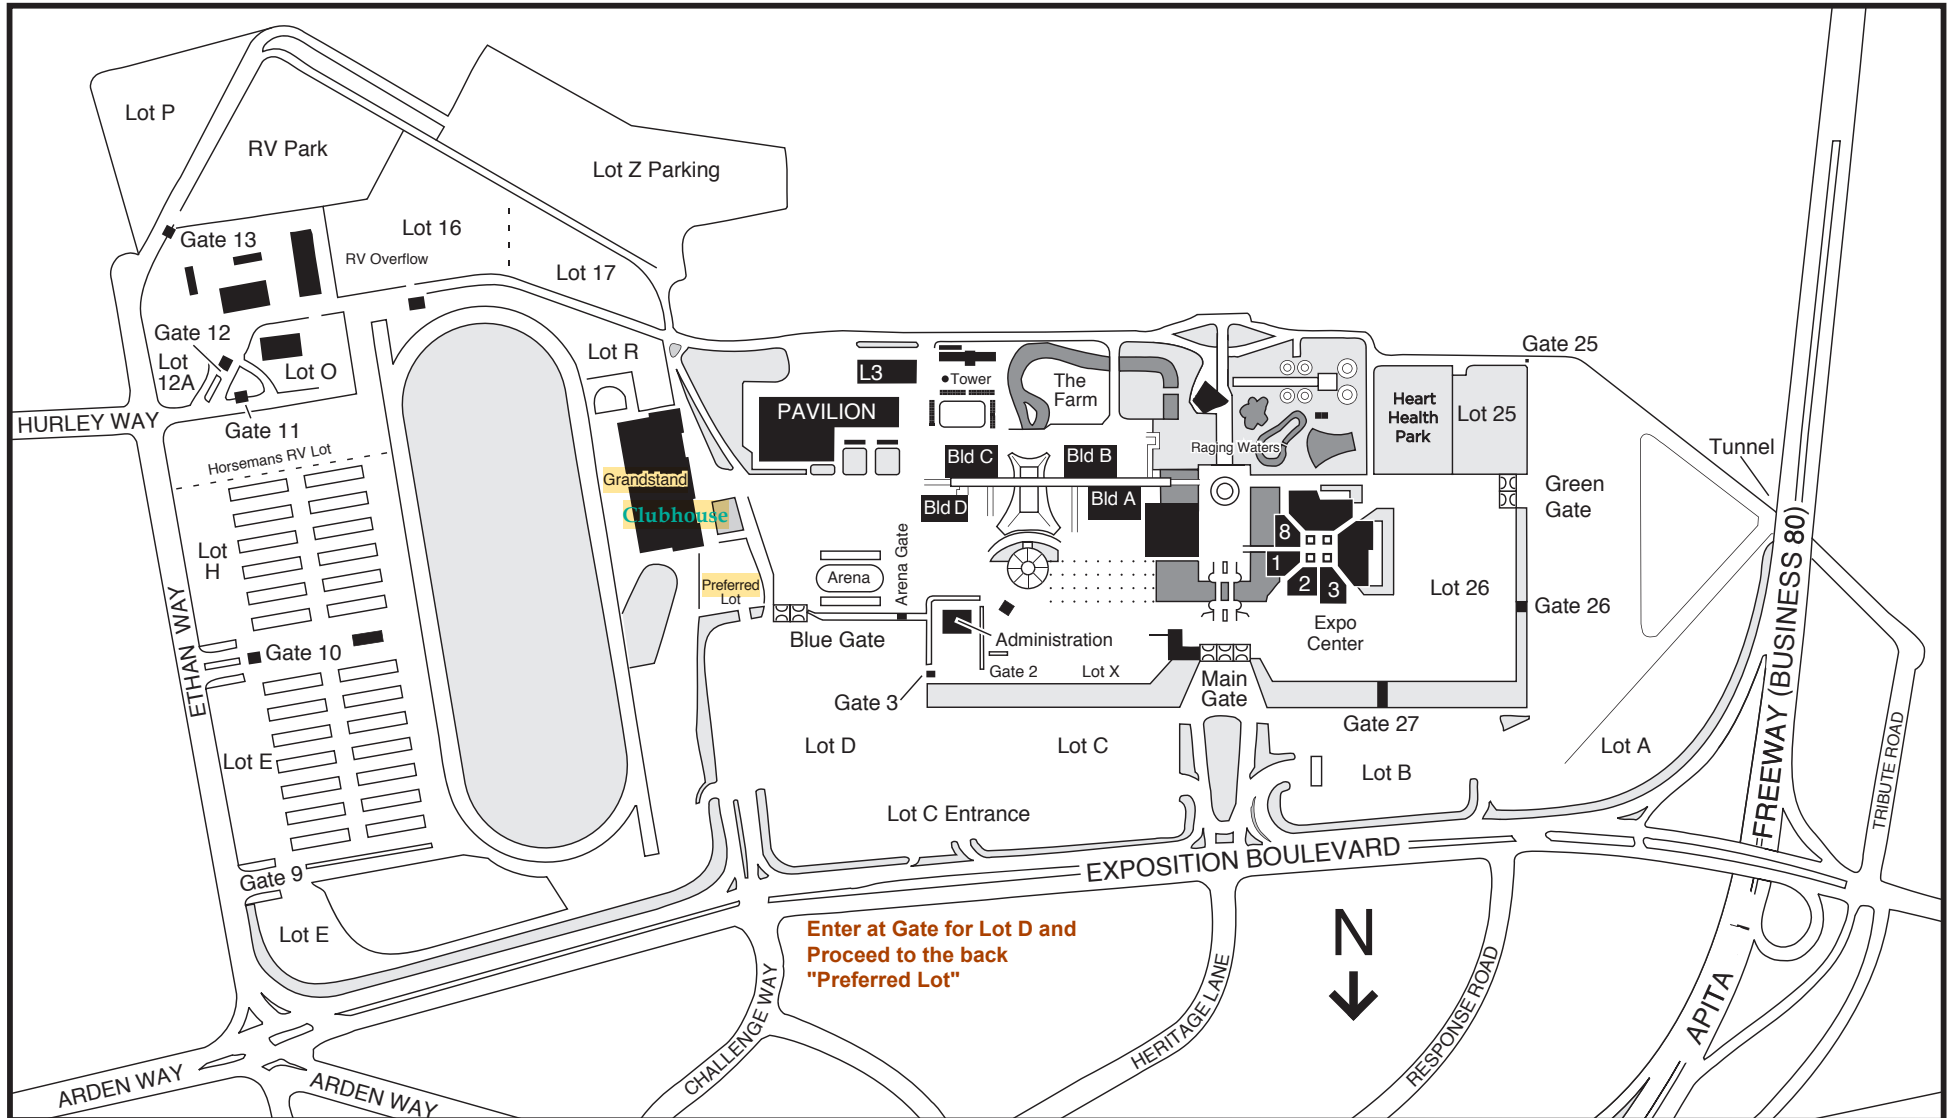 Lot P
RV Park
Lot Z Parking
Lot 16
Gate 13
RV Overflow
Lot 17
Gate 12
Lot
12A
Lot O
Lot R
HURLEY WAY
Gate 11
Horsemans RV Lot
Grandstand
Clubhouse
Preferred
Lot
Lot
H
ETHAN WAY
Gate 10
Lot E
Gate 9
Lot E
L3
Tower
PAVILION
The
Farm
Bld C
Bld B
Bld D
Bld A
Raging Waters
Heart
Health
Park
Lot 25
Gate 25
Tunnel
Green
Gate
Arena
Arena Gate
Blue Gate
Administration
Gate 2
Lot X
Gate 3
8
1
2
3
Expo
Center
Lot 26
Gate 26
Main
Gate
Gate 27
Lot D
Lot C
Lot B
Lot A
Lot C Entrance
EXPOSITION BOULEVARD
FREEWAY (BUSINESS 80)
TRIBUTE ROAD
Enter at Gate for Lot D and
Proceed to the back
"Preferred Lot"
N
CHALLENGE WAY
HERITAGE LANE
RESPONSE ROAD
APITA
ARDEN WAY
ARDEN WAY